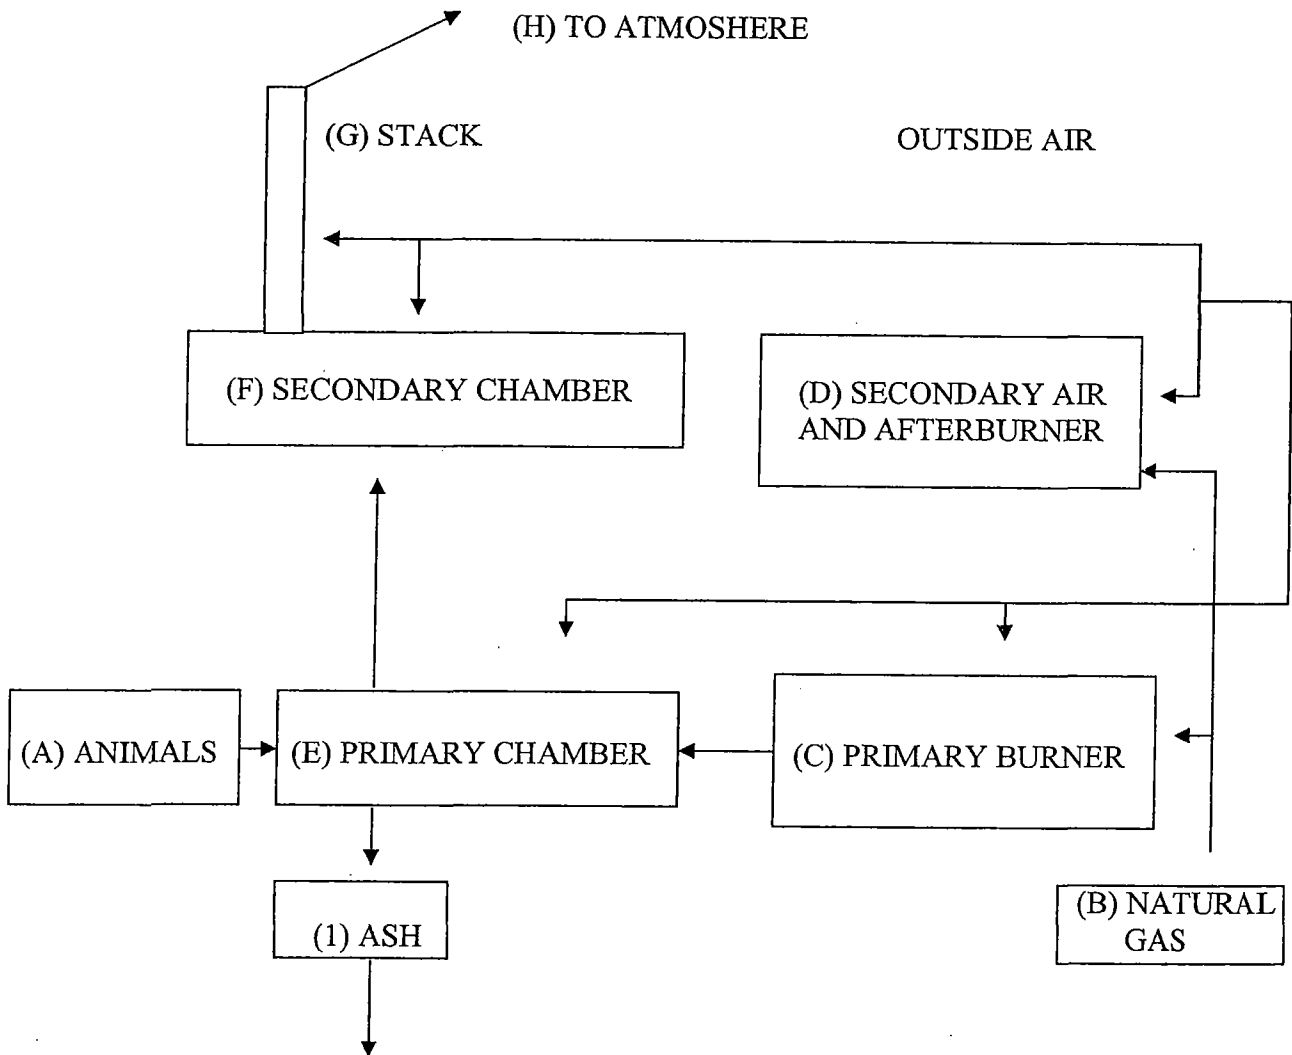 (H) TO ATMOSHERE
(G) STACK
OUTSIDE AIR
(F) SECONDARY CHAMBER
(D) SECONDARY AIR
AND AFTERBURNER
(A) ANIMALS
(E) PRIMARY CHAMBER
(C) PRIMARY BURNER
(1) ASH
(B) NATURAL
GAS